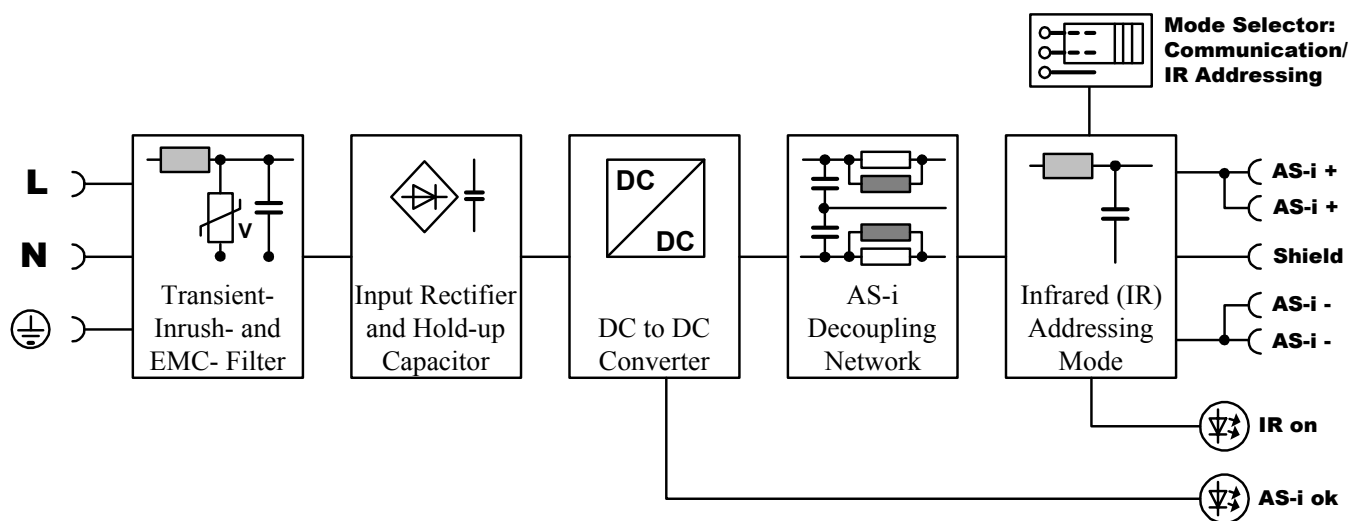 Mode Selector:
Communication/
IR Addressing
L
N
V
Transient-
Inrush- and
EMC- Filter
Input Rectifier
and Hold-up
Capacitor
DC
DC
DC to DC
Converter
AS-i
Decoupling
Network
Infrared (IR)
Addressing
Mode
AS-i +
AS-i +
Shield
AS-i -
AS-i -
IR on
AS-i ok